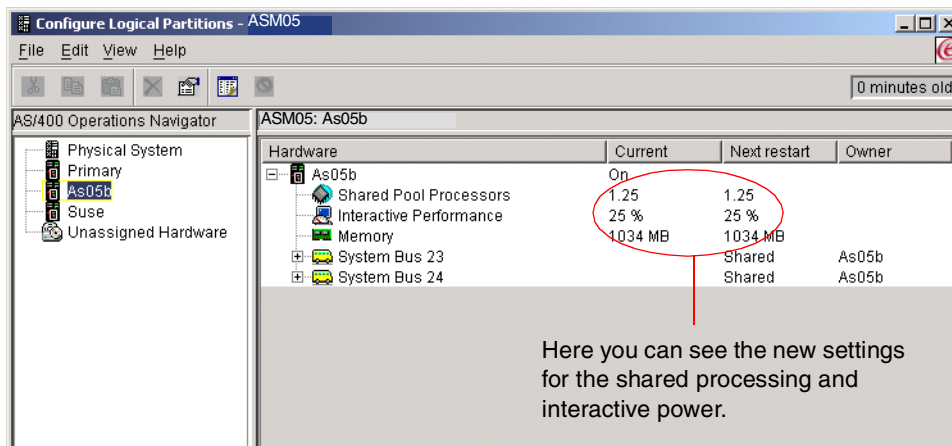 Configure Logical Partitions - ASM05
File Edit View Help
0 minutes old
AS/400 Operations Navigator
ASM05: As05b
Physical System
Primary
As05b
Suse
Unassigned Hardware
Hardware Current Next restart Owner
As05b On
Shared Pool Processors 1.25 1.25
Interactive Performance 25 % 25 %
Memory 1034 MB 1034 MB
System Bus 23 Shared As05b
System Bus 24 Shared As05b
Here you can see the new settings
for the shared processing and
interactive power.